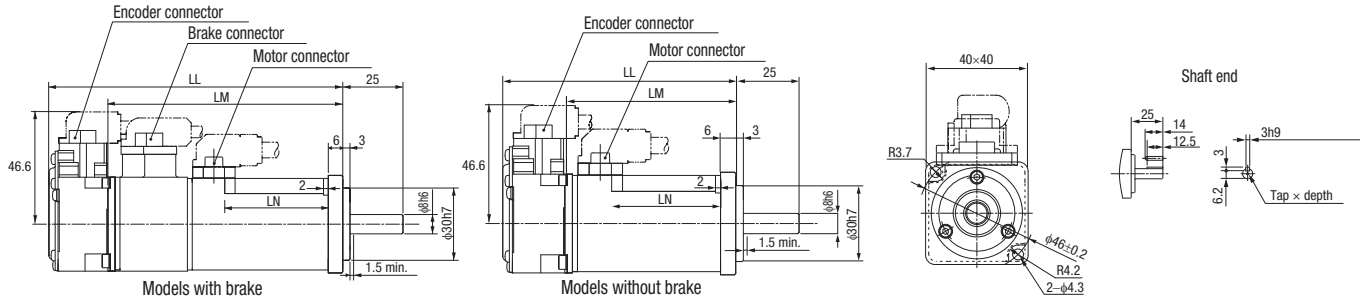 Encoder connector
Brake connector
Motor connector
LL
25
LM
6
3
46.6
2
LN
φ8h6
φ30h7
1.5 min.
Models with brake
Encoder connector
Motor connector
LL
25
LM
6
3
46.6
2
LN
φ8h6
φ30h7
1.5 min.
Models without brake
40×40
R3.7
φ46±0.2
R4.2
2–φ4.3
Shaft end
25
14
12.5
3h9
3
6.2
Tap × depth